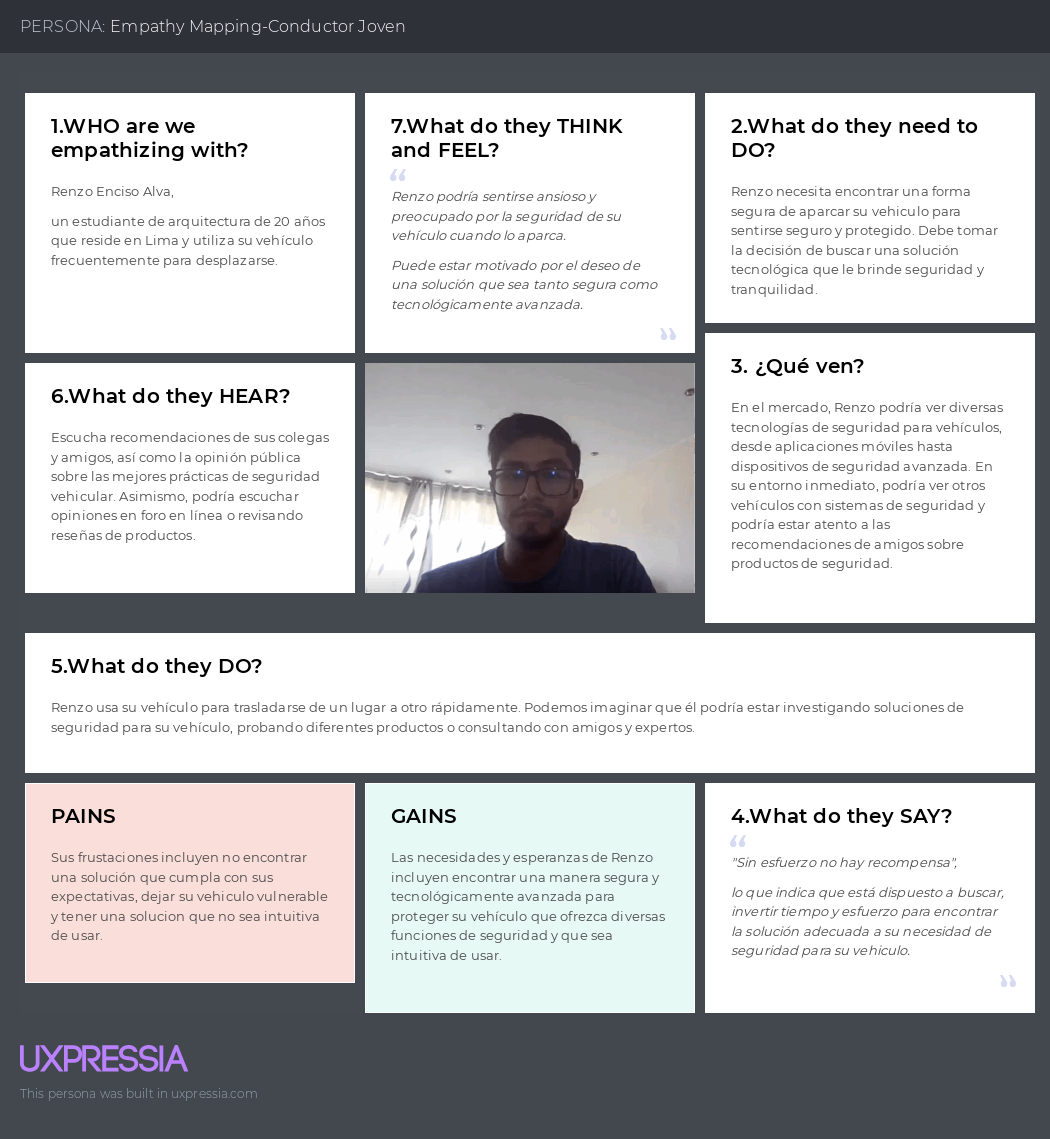 PERSONA: Empathy Mapping-Conductor Joven
1.WHO are we
empathizing with?
Renzo Enciso Alva,
un estudiante de arquitectura de 20 años
que reside en Lima y utiliza su vehículo
frecuentemente para desplazarse.
7.What do they THINK
and FEEL?
“
Renzo podría sentirse ansioso y
preocupado por la seguridad de su
vehículo cuando lo aparca.
Puede estar motivado por el deseo de
una solución que sea tanto segura como
tecnológicamente avanzada.
”
2.What do they need to
DO?
Renzo necesita encontrar una forma
segura de aparcar su vehiculo para
sentirse seguro y protegido. Debe tomar
la decisión de buscar una solución
tecnológica que le brinde seguridad y
tranquilidad.
6.What do they HEAR?
Escucha recomendaciones de sus colegas
y amigos, así como la opinión pública
sobre las mejores prácticas de seguridad
vehicular. Asimismo, podría escuchar
opiniones en foro en línea o revisando
reseñas de productos.
3. ¿Qué ven?
En el mercado, Renzo podría ver diversas
tecnologías de seguridad para vehículos,
desde aplicaciones móviles hasta
dispositivos de seguridad avanzada. En
su entorno inmediato, podría ver otros
vehículos con sistemas de seguridad y
podría estar atento a las
recomendaciones de amigos sobre
productos de seguridad.
5.What do they DO?
Renzo usa su vehículo para trasladarse de un lugar a otro rápidamente. Podemos imaginar que él podría estar investigando soluciones de
seguridad para su vehículo, probando diferentes productos o consultando con amigos y expertos.
PAINS
Sus frustaciones incluyen no encontrar
una solución que cumpla con sus
expectativas, dejar su vehiculo vulnerable
y tener una solucion que no sea intuitiva
de usar.
GAINS
Las necesidades y esperanzas de Renzo
incluyen encontrar una manera segura y
tecnológicamente avanzada para
proteger su vehículo que ofrezca diversas
funciones de seguridad y que sea
intuitiva de usar.
4.What do they SAY?
“
"Sin esfuerzo no hay recompensa",
lo que indica que está dispuesto a buscar,
invertir tiempo y esfuerzo para encontrar
la solución adecuada a su necesidad de
seguridad para su vehiculo.
”
UXPRESSIA
This persona was built in uxpressia.com